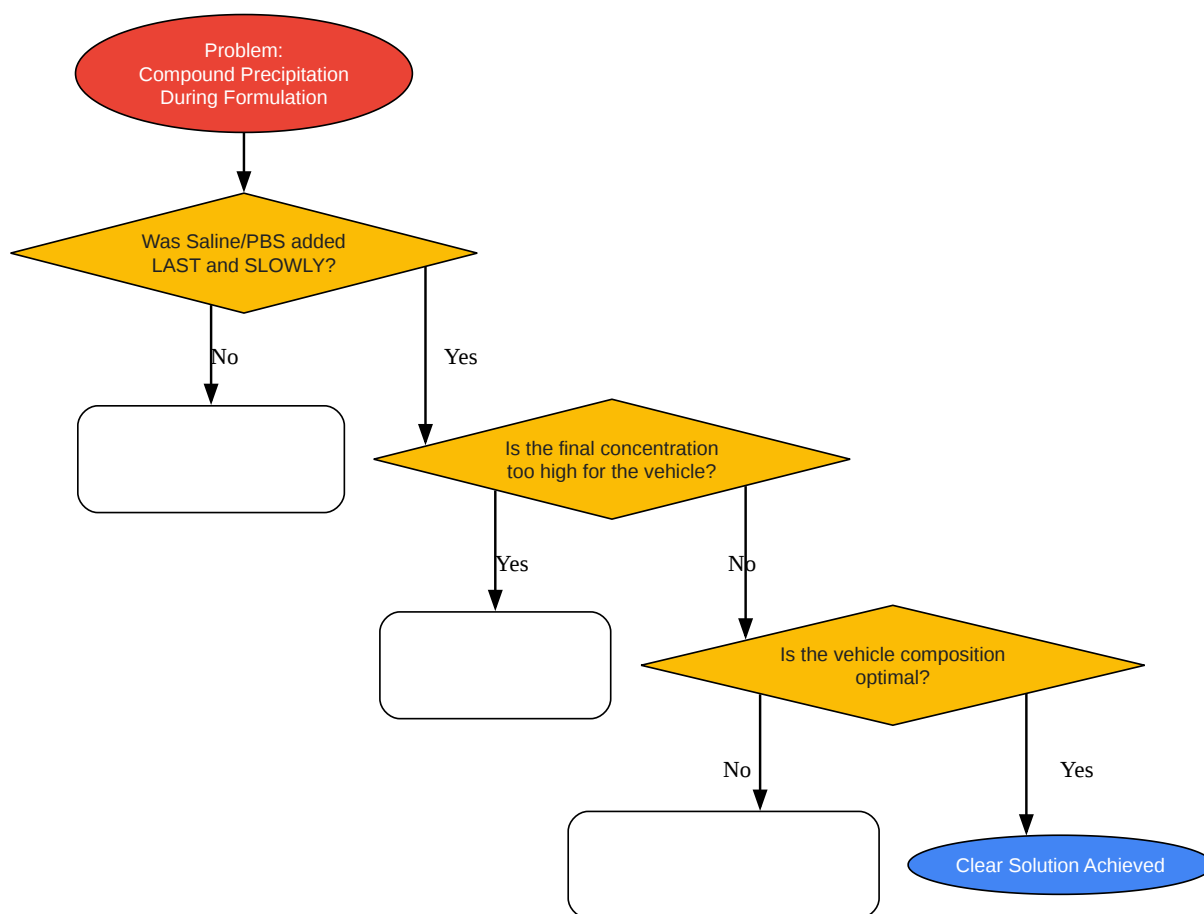 Problem:
Compound Precipitation
During Formulation
Was Saline/PBS added
LAST and SLOWLY?
No
Yes
Is the final concentration
too high for the vehicle?
Yes
No
Is the vehicle composition
optimal?
No
Yes
Clear Solution Achieved